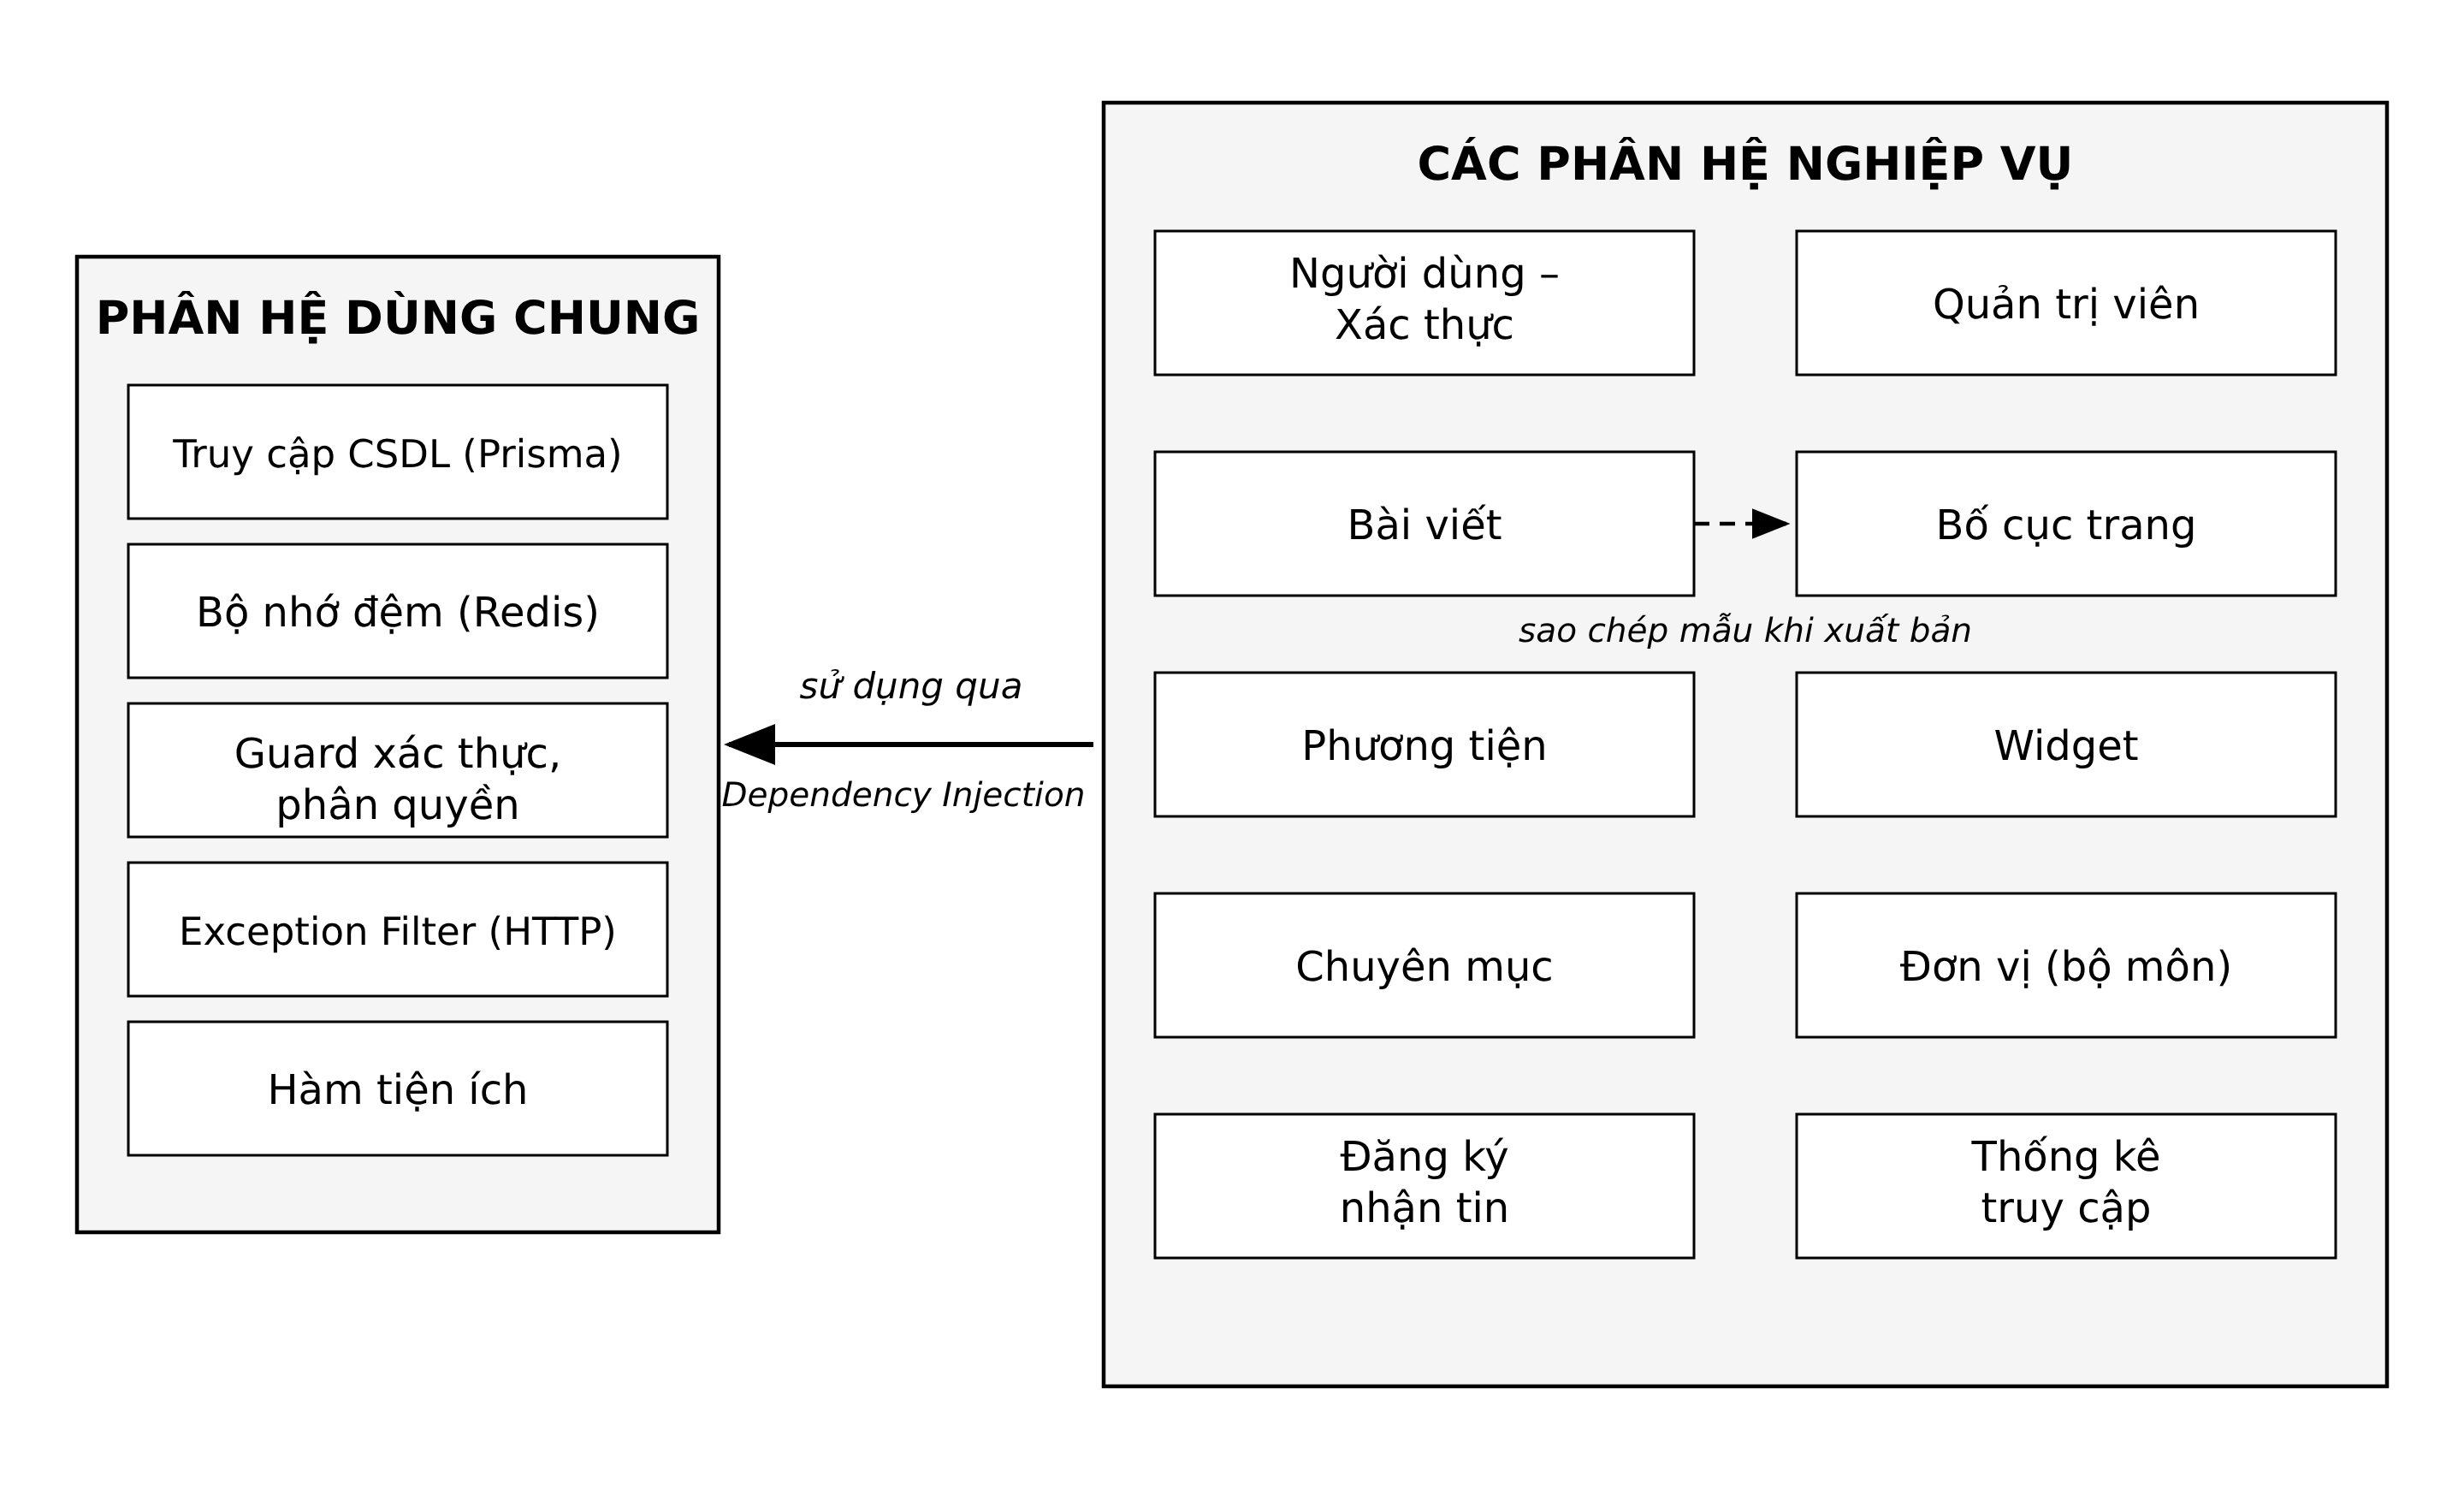 PHÂN HỆ DÙNG CHUNG
Truy cập CSDL (Prisma)
Bộ nhớ đệm (Redis)
Guard xác thực,
phân quyền
Exception Filter (HTTP)
Hàm tiện ích
sử dụng qua
Dependency Injection
CÁC PHÂN HỆ NGHIỆP VỤ
Người dùng –
Xác thực
Quản trị viên
Bài viết
Bố cục trang
sao chép mẫu khi xuất bản
Phương tiện
Widget
Chuyên mục
Đơn vị (bộ môn)
Đăng ký
nhận tin
Thống kê
truy cập